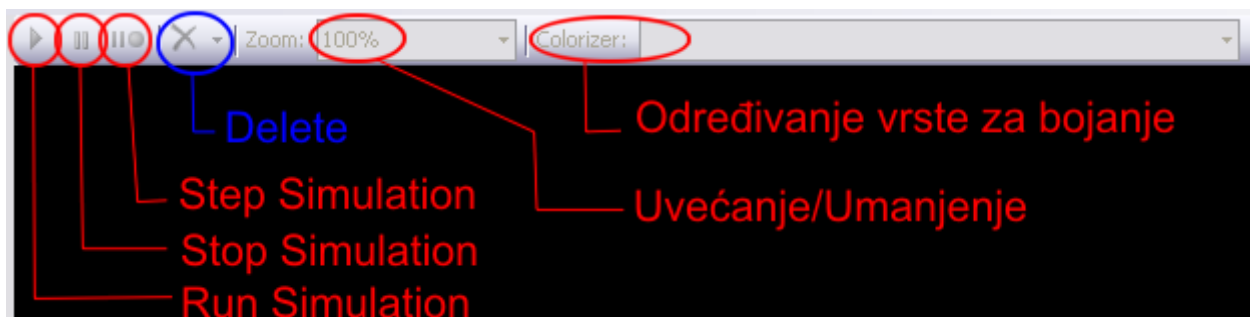 Zoom: 100% Colorizer:
Delete
Određivanje vrste za bojanje
Step Simulation
Uvećanje/Umanjenje
Stop Simulation
Run Simulation